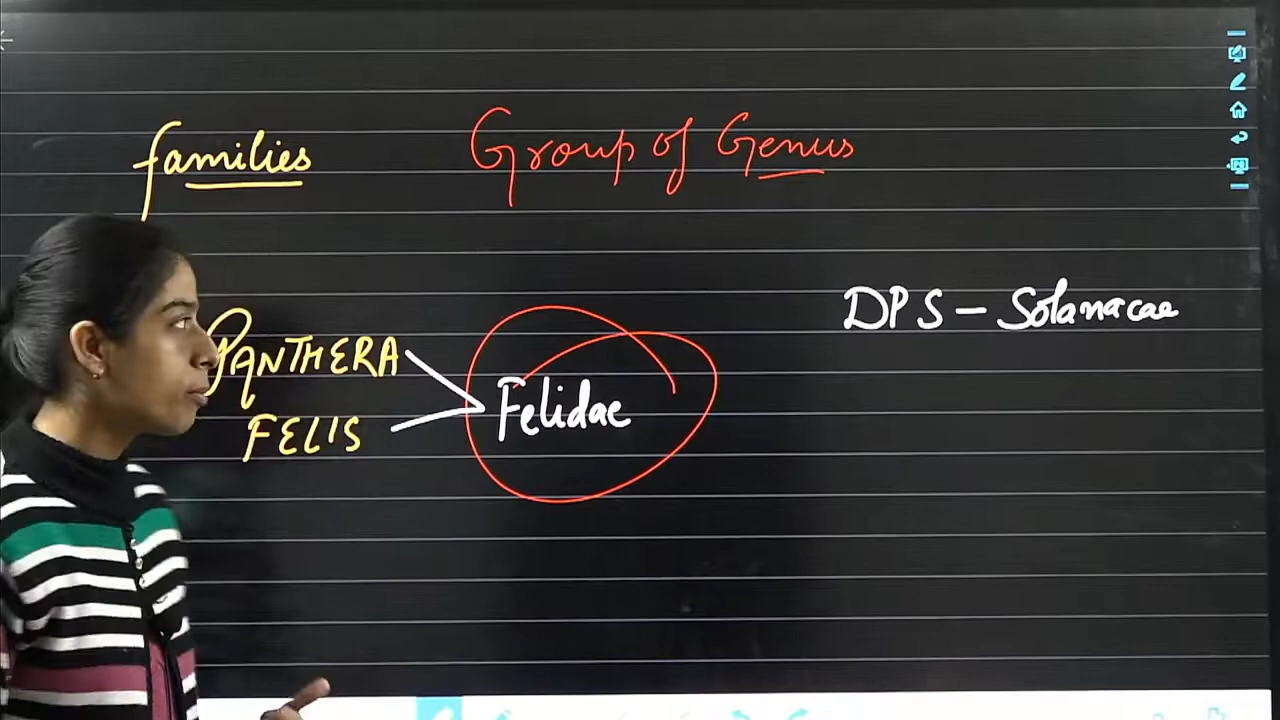 families
Group of Genus
PANTHERA
FELIS
Felidae
DPS - Solanacae